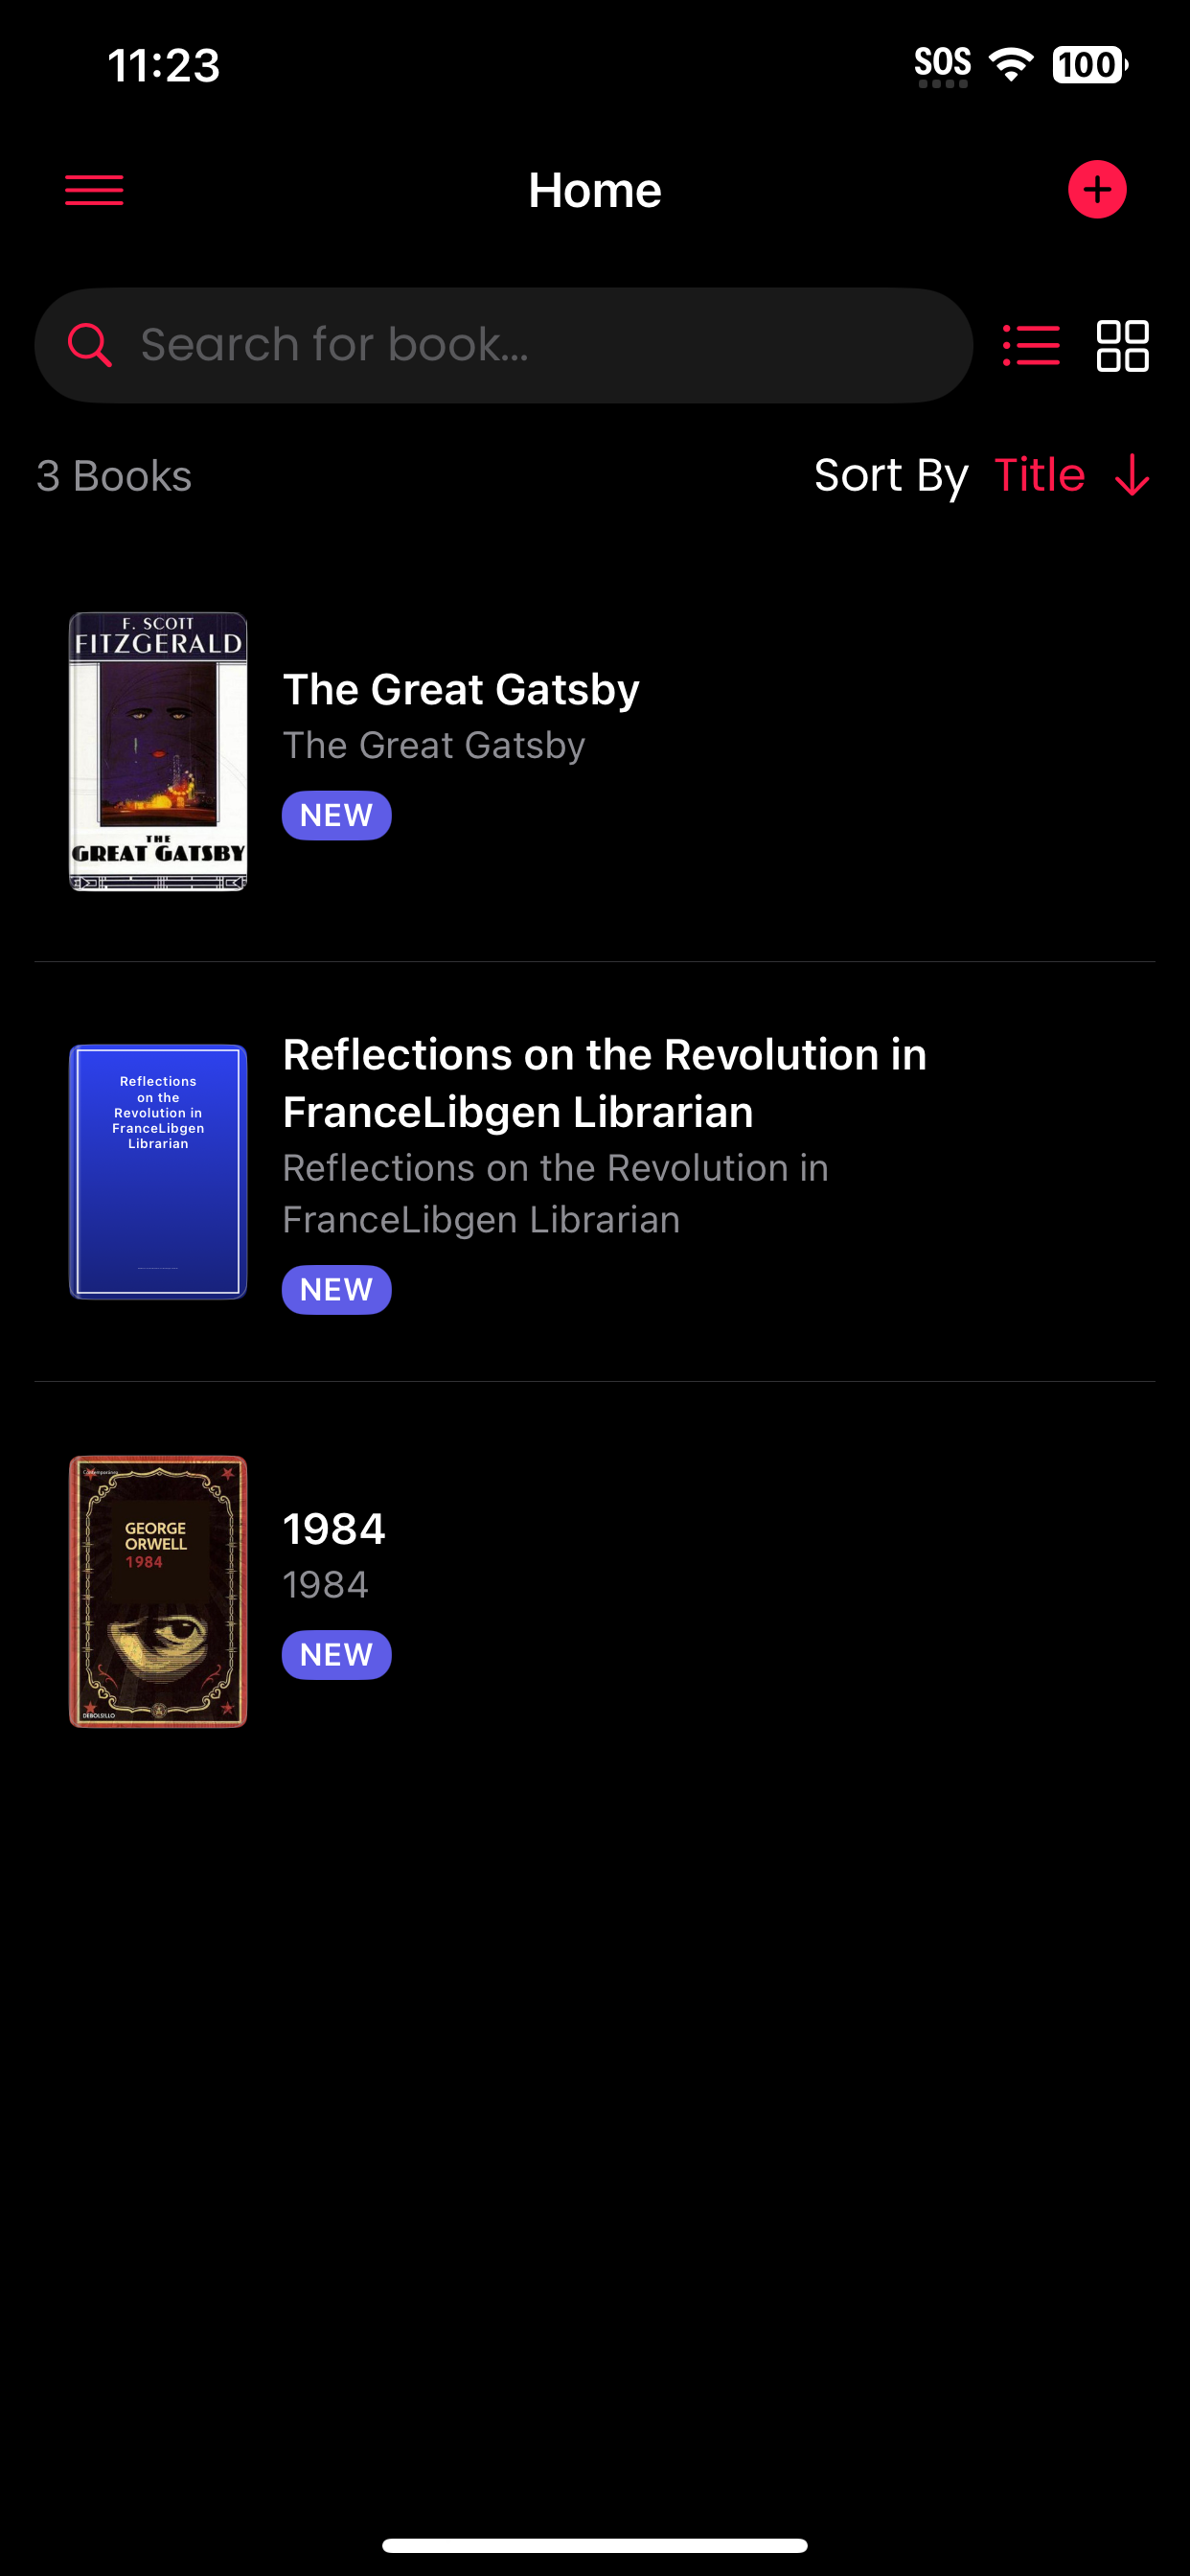 11:23
SOS
100
Home
Search for book...
3 Books
Sort By Title
F. SCOTT
FITZGERALD
THE
GREAT GATSBY
The Great Gatsby
The Great Gatsby
NEW
Reflections
on the
Revolution in
FranceLibgen
Librarian
Reflections on the Revolution in
FranceLibgen Librarian
Reflections on the Revolution in
FranceLibgen Librarian
NEW
Contemporánea
GEORGE
ORWELL
1984
DEBOLSILLO
1984
1984
NEW